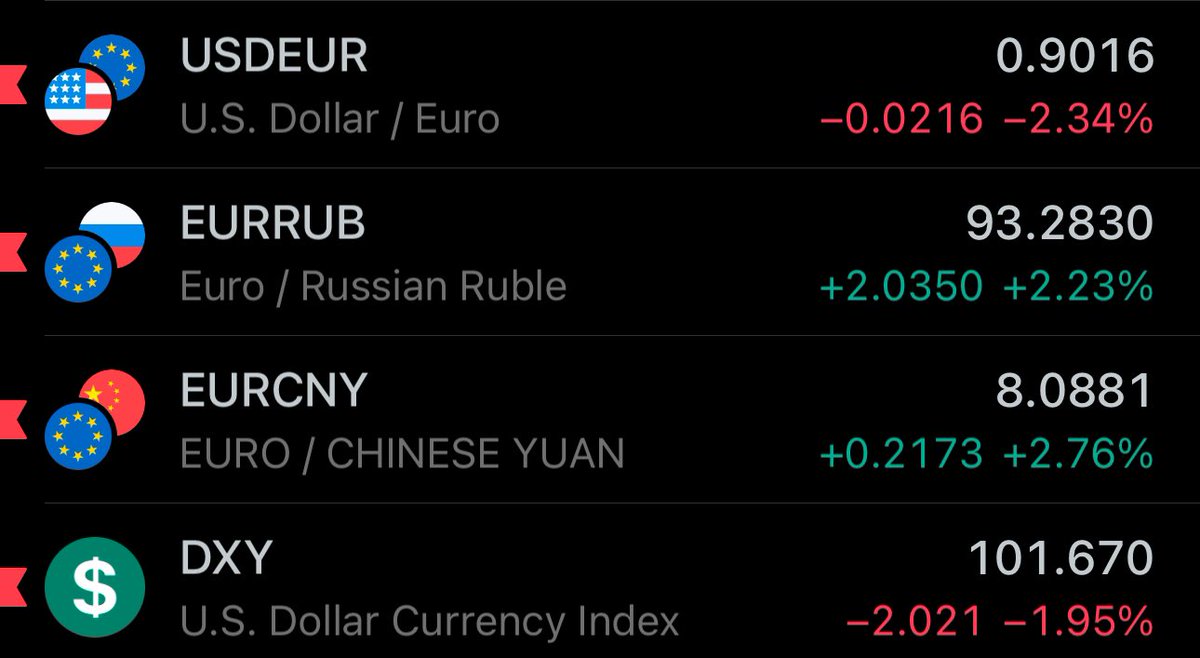 USDEUR 0.9016
U.S. Dollar / Euro −0.0216 −2.34%
EURRUB 93.2830
Euro / Russian Ruble +2.0350 +2.23%
EURCNY 8.0881
EURO / CHINESE YUAN +0.2173 +2.76%
$ DXY 101.670
U.S. Dollar Currency Index −2.021 −1.95%